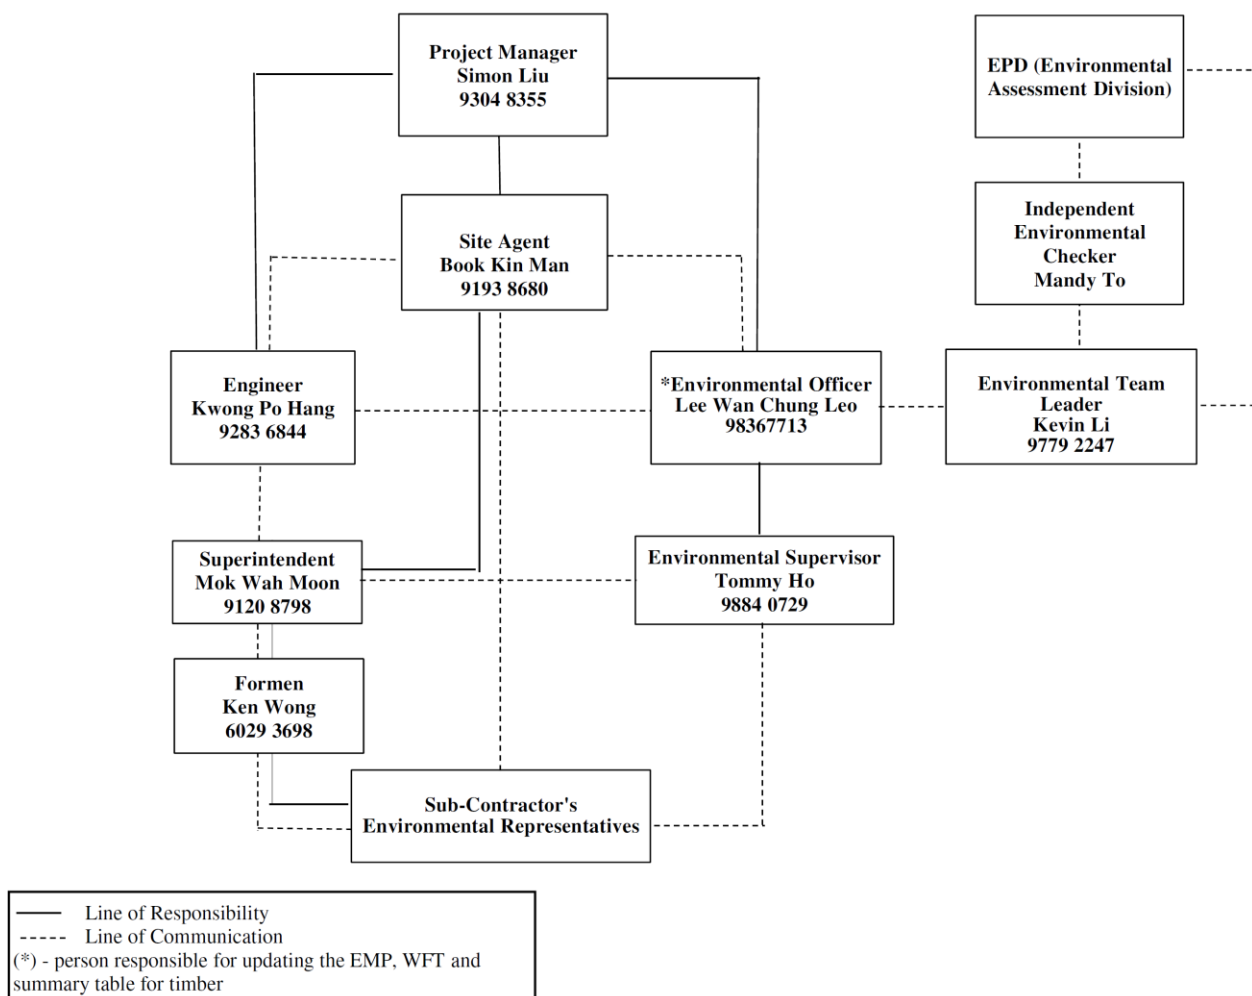 Project Manager
Simon Liu
9304 8355
EPD (Environmental
Assessment Division)
Site Agent
Book Kin Man
9193 8680
Independent
Environmental
Checker
Mandy To
Engineer
Kwong Po Hang
9283 6844
*Environmental Officer
Lee Wan Chung Leo
98367713
Environmental Team
Leader
Kevin Li
9779 2247
Superintendent
Mok Wah Moon
9120 8798
Environmental Supervisor
Tommy Ho
9884 0729
Formen
Ken Wong
6029 3698
Sub-Contractor's
Environmental Representatives
Line of Responsibility
Line of Communication
(*) - person responsible for updating the EMP, WFT and
summary table for timber